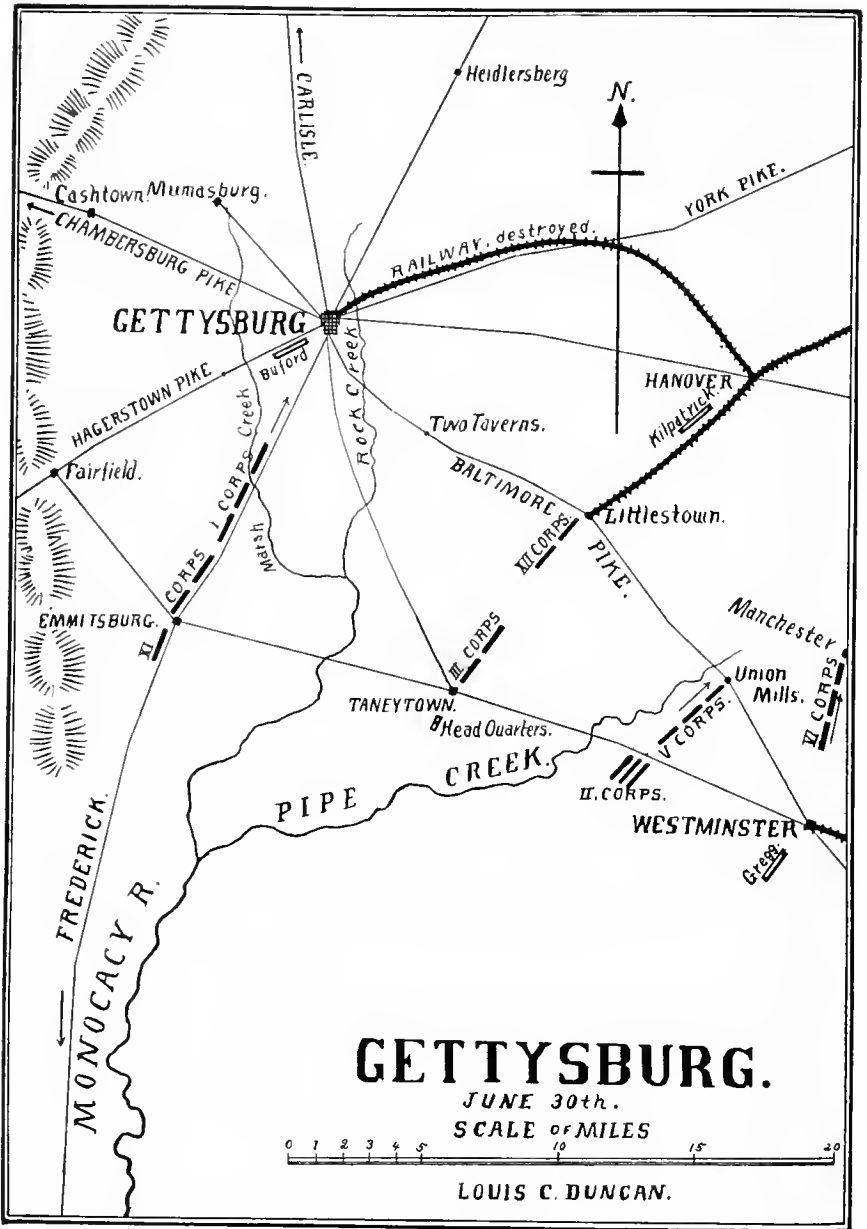 CARLISLE.
Heidlersberg
N.
Cashtown. Mumasburg.
YORK PIKE.
CHAMBERSBURG PIKE
RAILWAY, destroyed.
GETTYSBURG
Buford
Rock Creek
HANOVER
HAGERSTOWN PIKE
Kilpatrick.
Creek
Two Taverns.
Fairfield.
I CORPS
BALTIMORE
Littlestown.
Marsh
XII CORPS.
PIKE.
CORPS
EMMITSBURG.
XI
III CORPS
Manchester
Union
Mills.
TANEYTOWN.
Head Quarters.
V CORPS.
VI CORPS
PIPE CREEK.
II. CORPS.
WESTMINSTER
Gregg.
FREDERICK.
MONOCACY R.
GETTYSBURG.
JUNE 30th.
SCALE OF MILES
0 1 2 3 4 5 10 15 20
LOUIS C. DUNCAN.